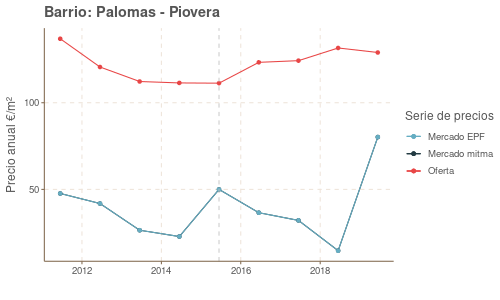 Barrio: Palomas - Piovera
Precio anual €/m²
100
50
2012
2014
2016
2018
Serie de precios
Mercado EPF
Mercado mitma
Oferta